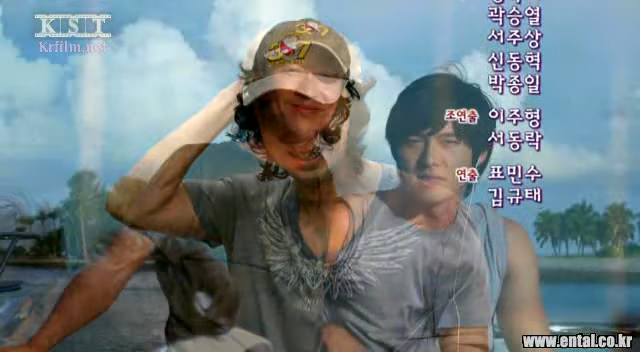 KST
Krfilm.net
곽승열
서주상
신동혁
박종일
조연출 이주형
서동락
연출 표민수
김규태
www.ental.co.kr